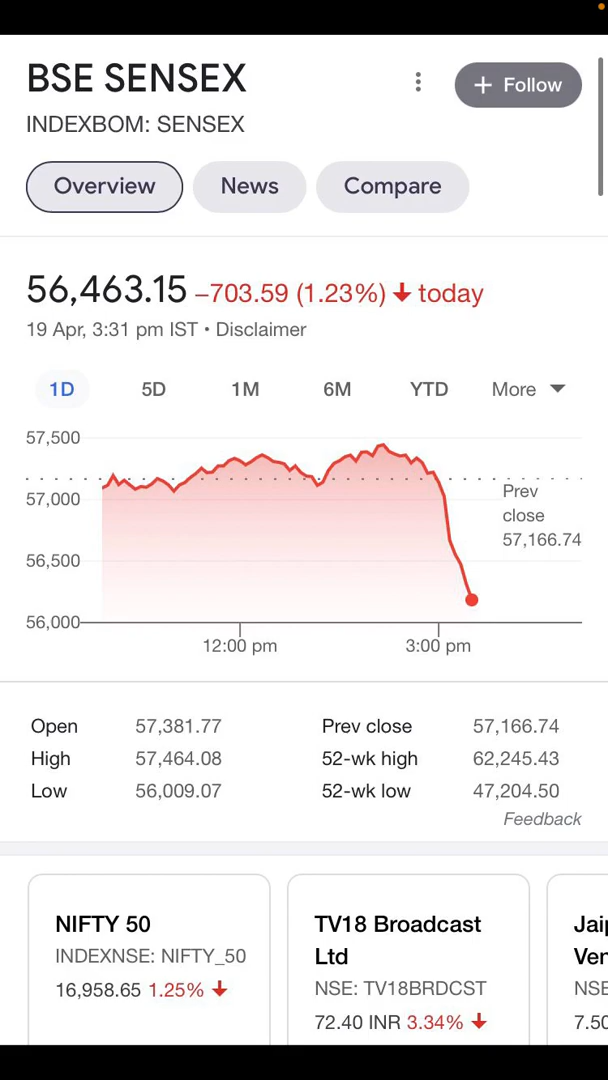 BSE SENSEX
+ Follow
INDEXBOM: SENSEX
Overview
News
Compare
56,463.15 –703.59 (1.23%) ↓ today
19 Apr, 3:31 pm IST • Disclaimer
1D 5D 1M 6M YTD More
57,500
57,000
56,500
56,000
Prev
close
57,166.74
12:00 pm 3:00 pm
Open 57,381.77 Prev close 57,166.74
High 57,464.08 52-wk high 62,245.43
Low 56,009.07 52-wk low 47,204.50
Feedback
NIFTY 50
INDEXNSE: NIFTY_50
16,958.65 1.25% ↓
TV18 Broadcast
Ltd
NSE: TV18BRDCST
72.40 INR 3.34% ↓
Jaip
Ven
NSE
7.50